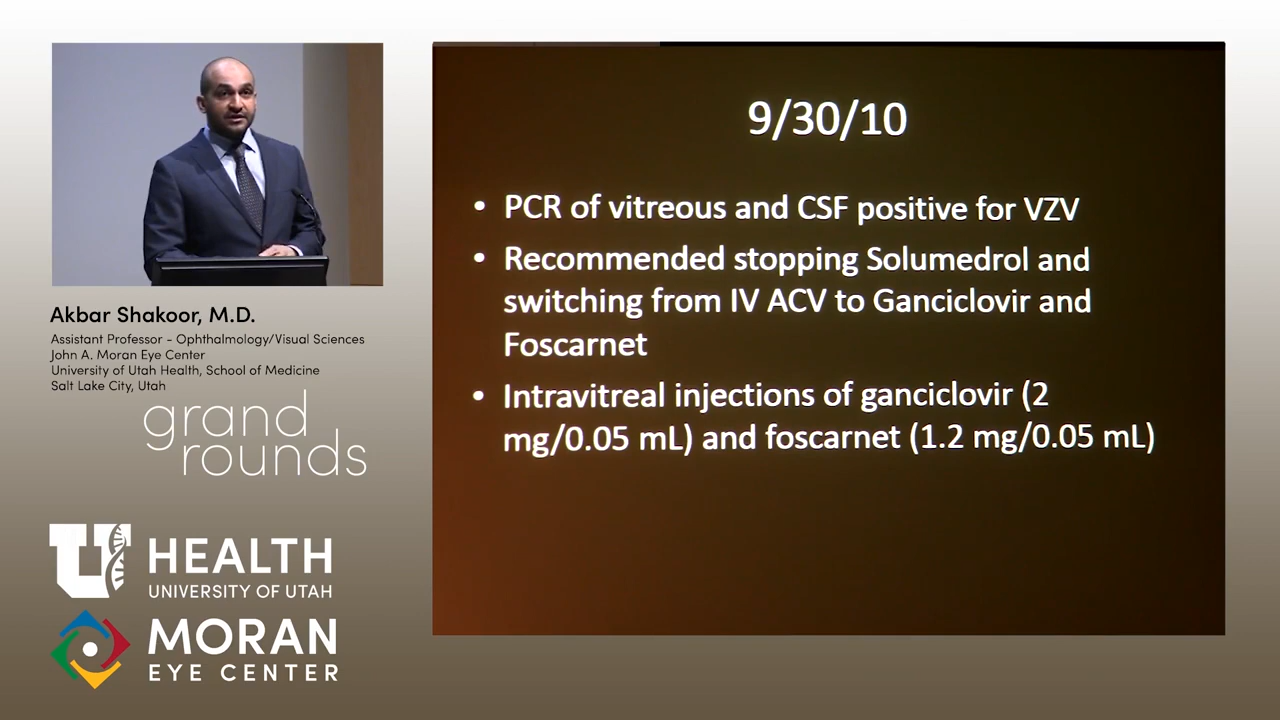 Akbar Shakoor, M.D.
Assistant Professor - Ophthalmology/Visual Sciences
John A. Moran Eye Center
University of Utah Health, School of Medicine
Salt Lake City, Utah
grand
rounds
U HEALTH
UNIVERSITY OF UTAH
MORAN
EYE CENTER
9/30/10
• PCR of vitreous and CSF positive for VZV
• Recommended stopping Solumedrol and
switching from IV ACV to Ganciclovir and
Foscarnet
• Intravitreal injections of ganciclovir (2
mg/0.05 mL) and foscarnet (1.2 mg/0.05 mL)